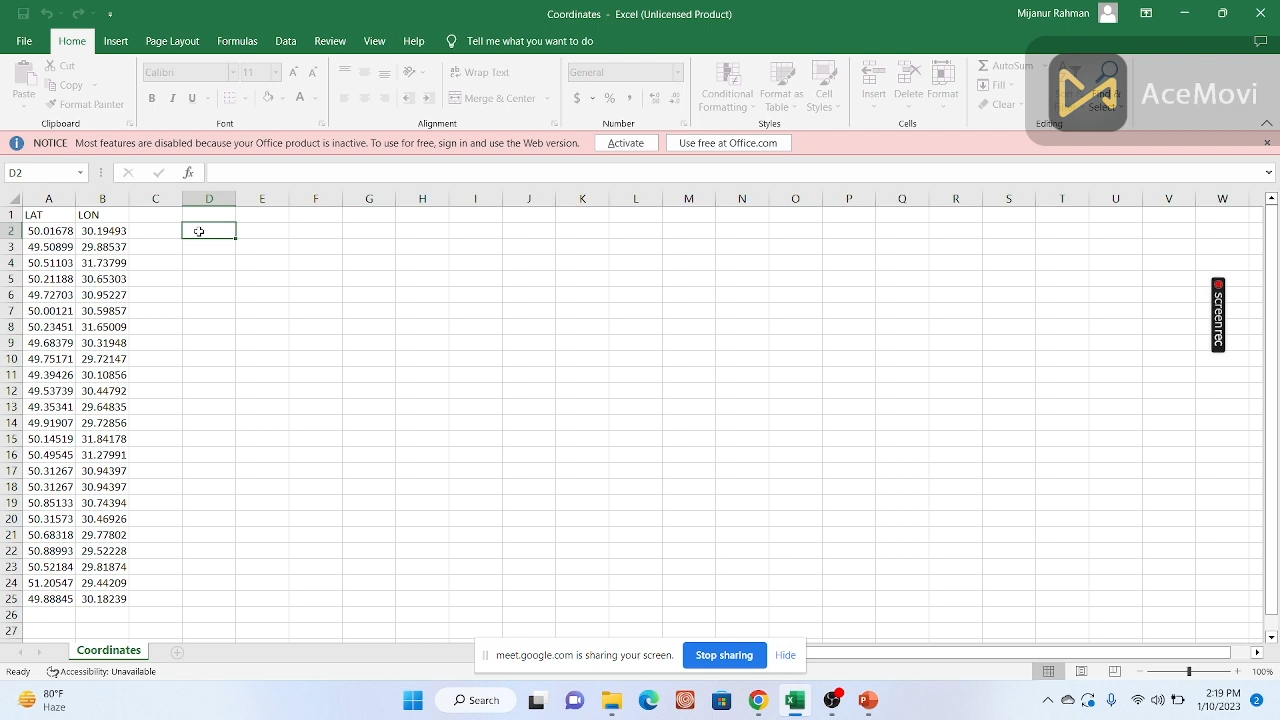 Coordinates - Excel (Unlicensed Product)
Mijanur Rahman
File Home Insert Page Layout Formulas Data Review View Help Tell me what you want to do
Paste
Cut
Copy
Format Painter
Clipboard
Calibri 11
B U A
Font
Wrap Text
Merge & Center
Alignment
General
$ % ,
Number
Conditional Formatting
Format as Table
Cell Styles
Styles
Insert Delete Format
Cells
AutoSum
Fill
Clear
Find &
Select
Editing
AceMovi
NOTICE Most features are disabled because your Office product is inactive. To use for free, sign in and use the Web version. Activate Use free at Office.com
D2 fx
A B C D E F G H I J K L M N O P Q R S T U V W
1 LAT LON
2 50.01678 30.19493
3 49.50899 29.88537
4 50.51103 31.73799
5 50.21188 30.65303
6 49.72703 30.95227
7 50.00121 30.59857
8 50.23451 31.65009
9 49.68379 30.31948
10 49.75171 29.72147
11 49.39426 30.10856
12 49.53739 30.44792
13 49.35341 29.64835
14 49.91907 29.72856
15 50.14519 31.84178
16 50.49545 31.27991
17 50.31267 30.94397
18 50.31267 30.94397
19 50.85133 30.74394
20 50.31573 30.46926
21 50.68318 29.77802
22 50.88993 29.52228
23 50.52184 29.81874
24 51.20547 29.44209
25 49.88845 30.18239
26
27
screenrec
Coordinates
meet.google.com is sharing your screen. Stop sharing Hide
Ready Accessibility: Unavailable 100%
80°F
Haze
Search
2:19 PM
1/10/2023
2